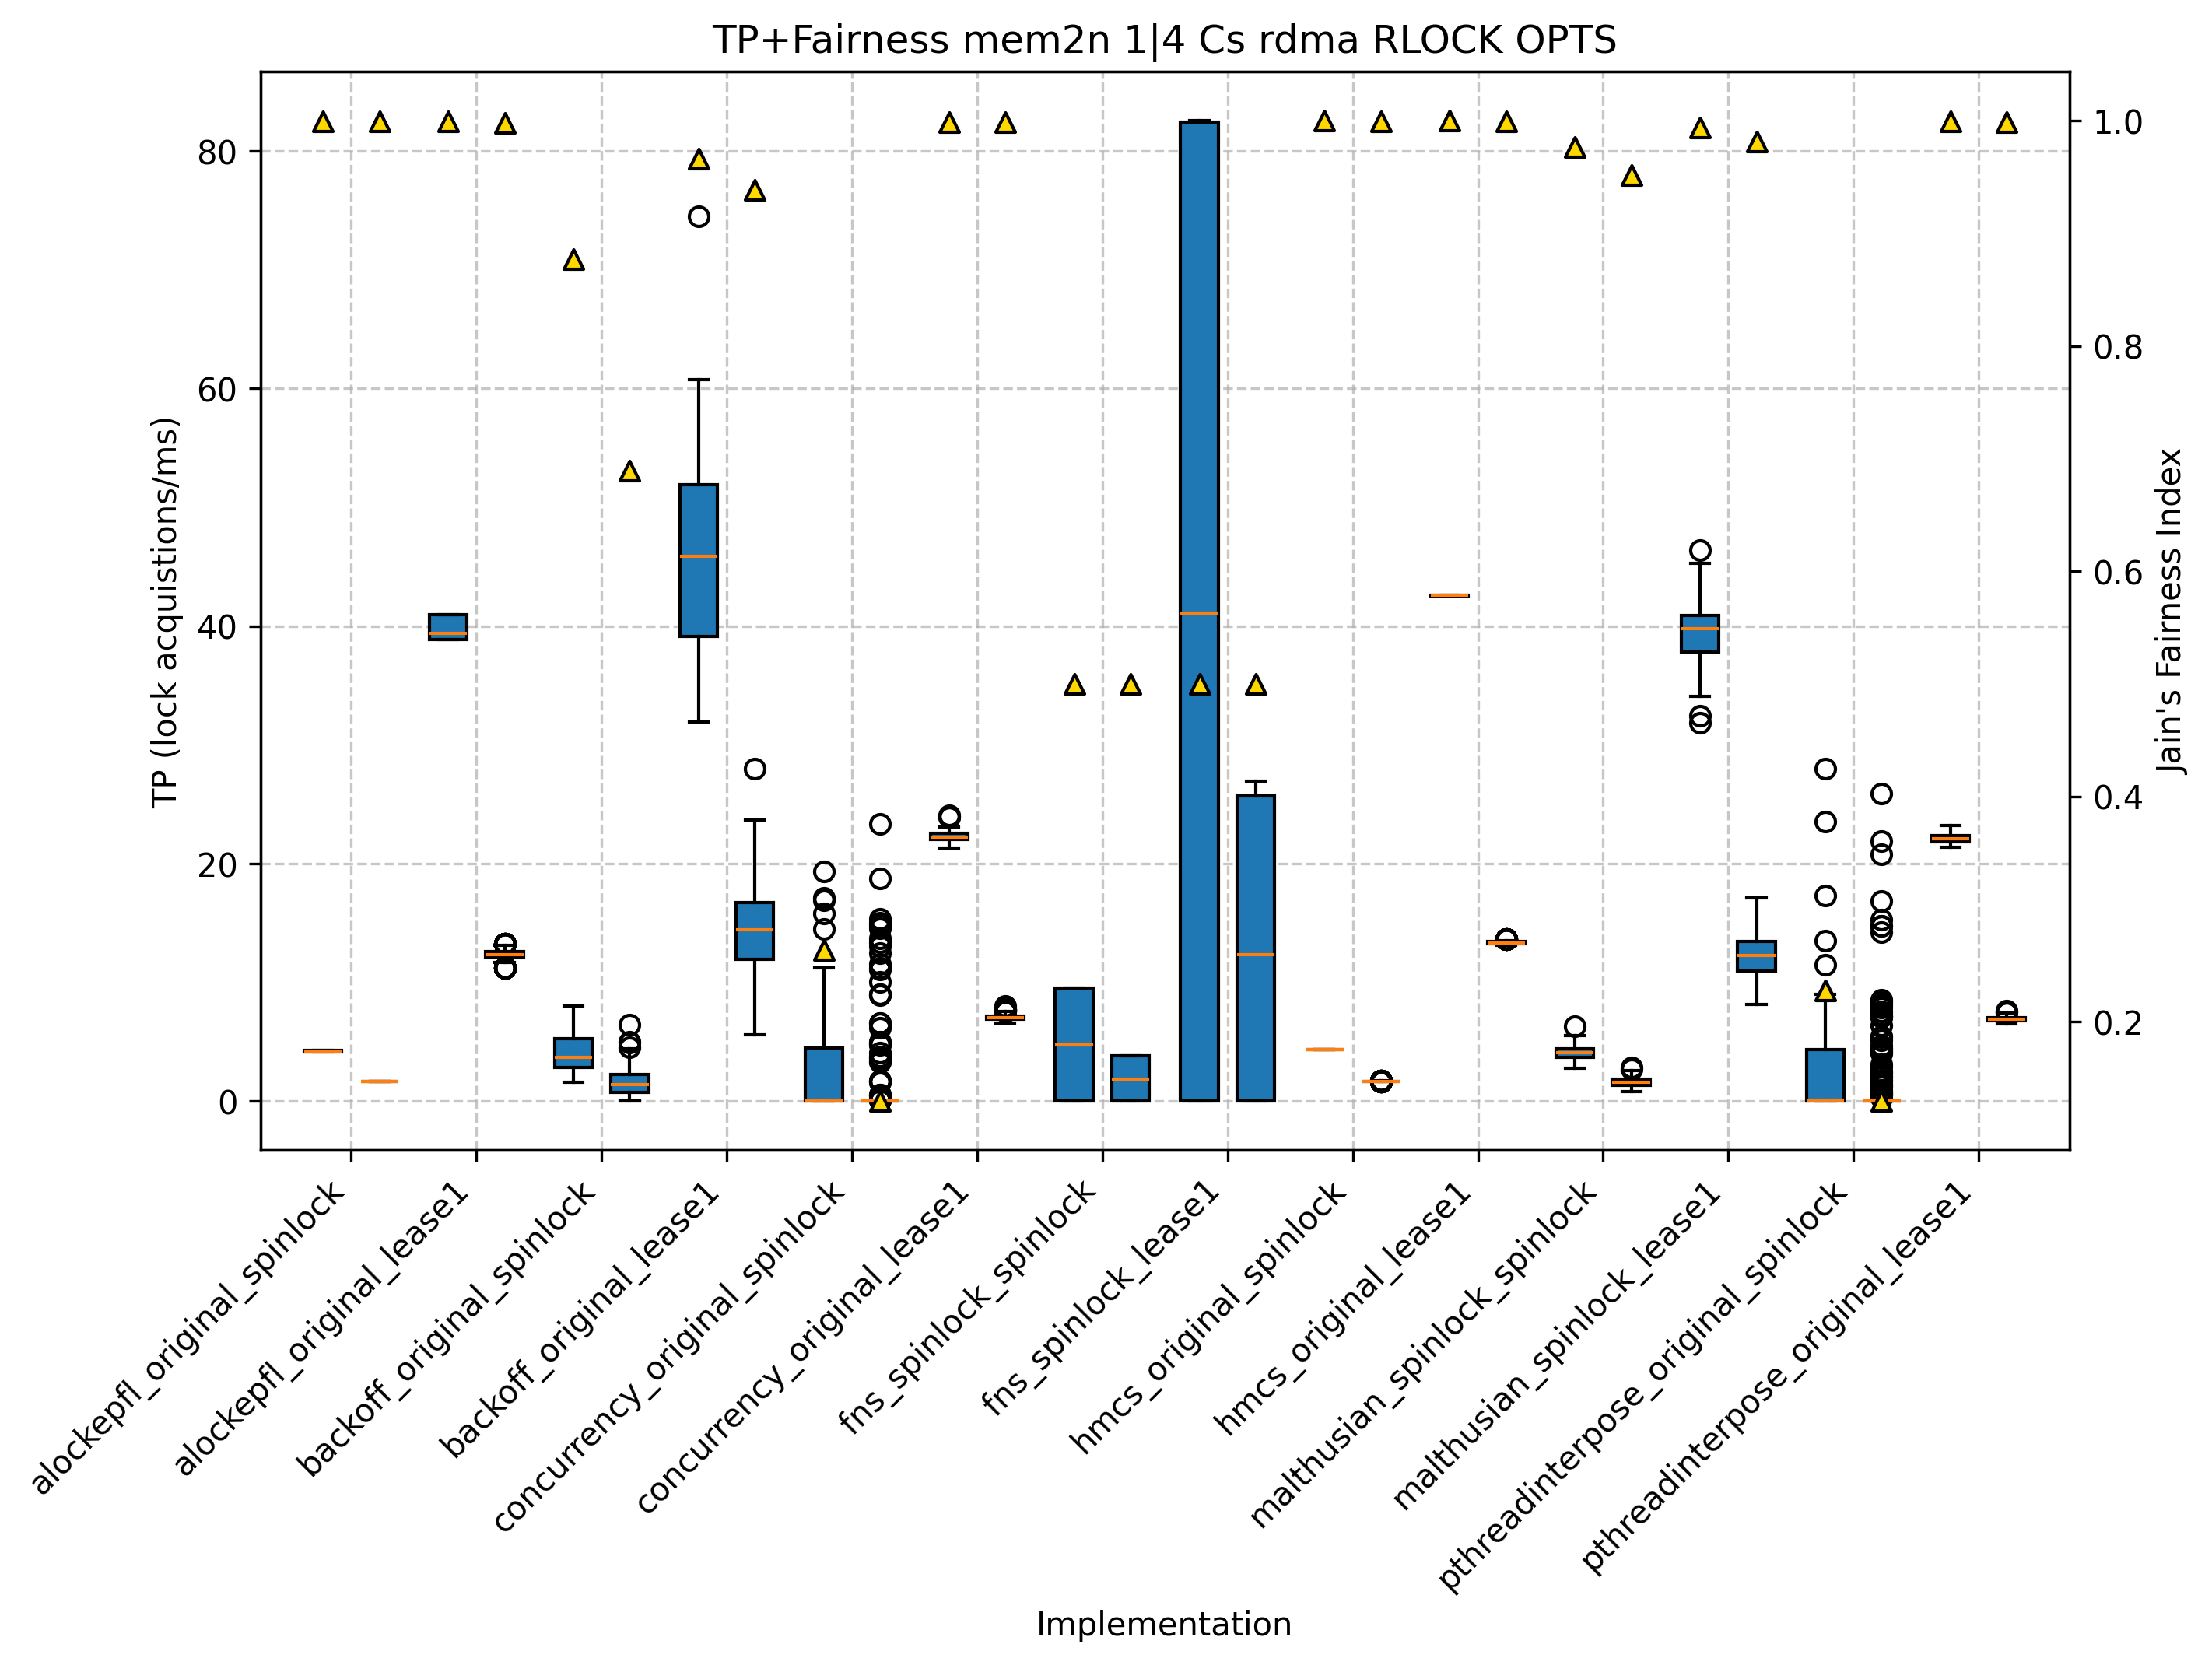 TP+Fairness mem2n 1|4 Cs rdma RLOCK OPTS
TP (lock acquistions/ms)
80
60
40
20
0
1.0
0.8
0.6
0.4
0.2
Jain's Fairness Index
alockepfl_original_spinlock
alockepfl_original_lease1
backoff_original_spinlock
backoff_original_lease1
concurrency_original_spinlock
concurrency_original_lease1
fns_spinlock_spinlock
fns_spinlock_lease1
hmcs_original_spinlock
hmcs_original_lease1
malthusian_spinlock_spinlock
malthusian_spinlock_lease1
pthreadinterpose_original_spinlock
pthreadinterpose_original_lease1
Implementation